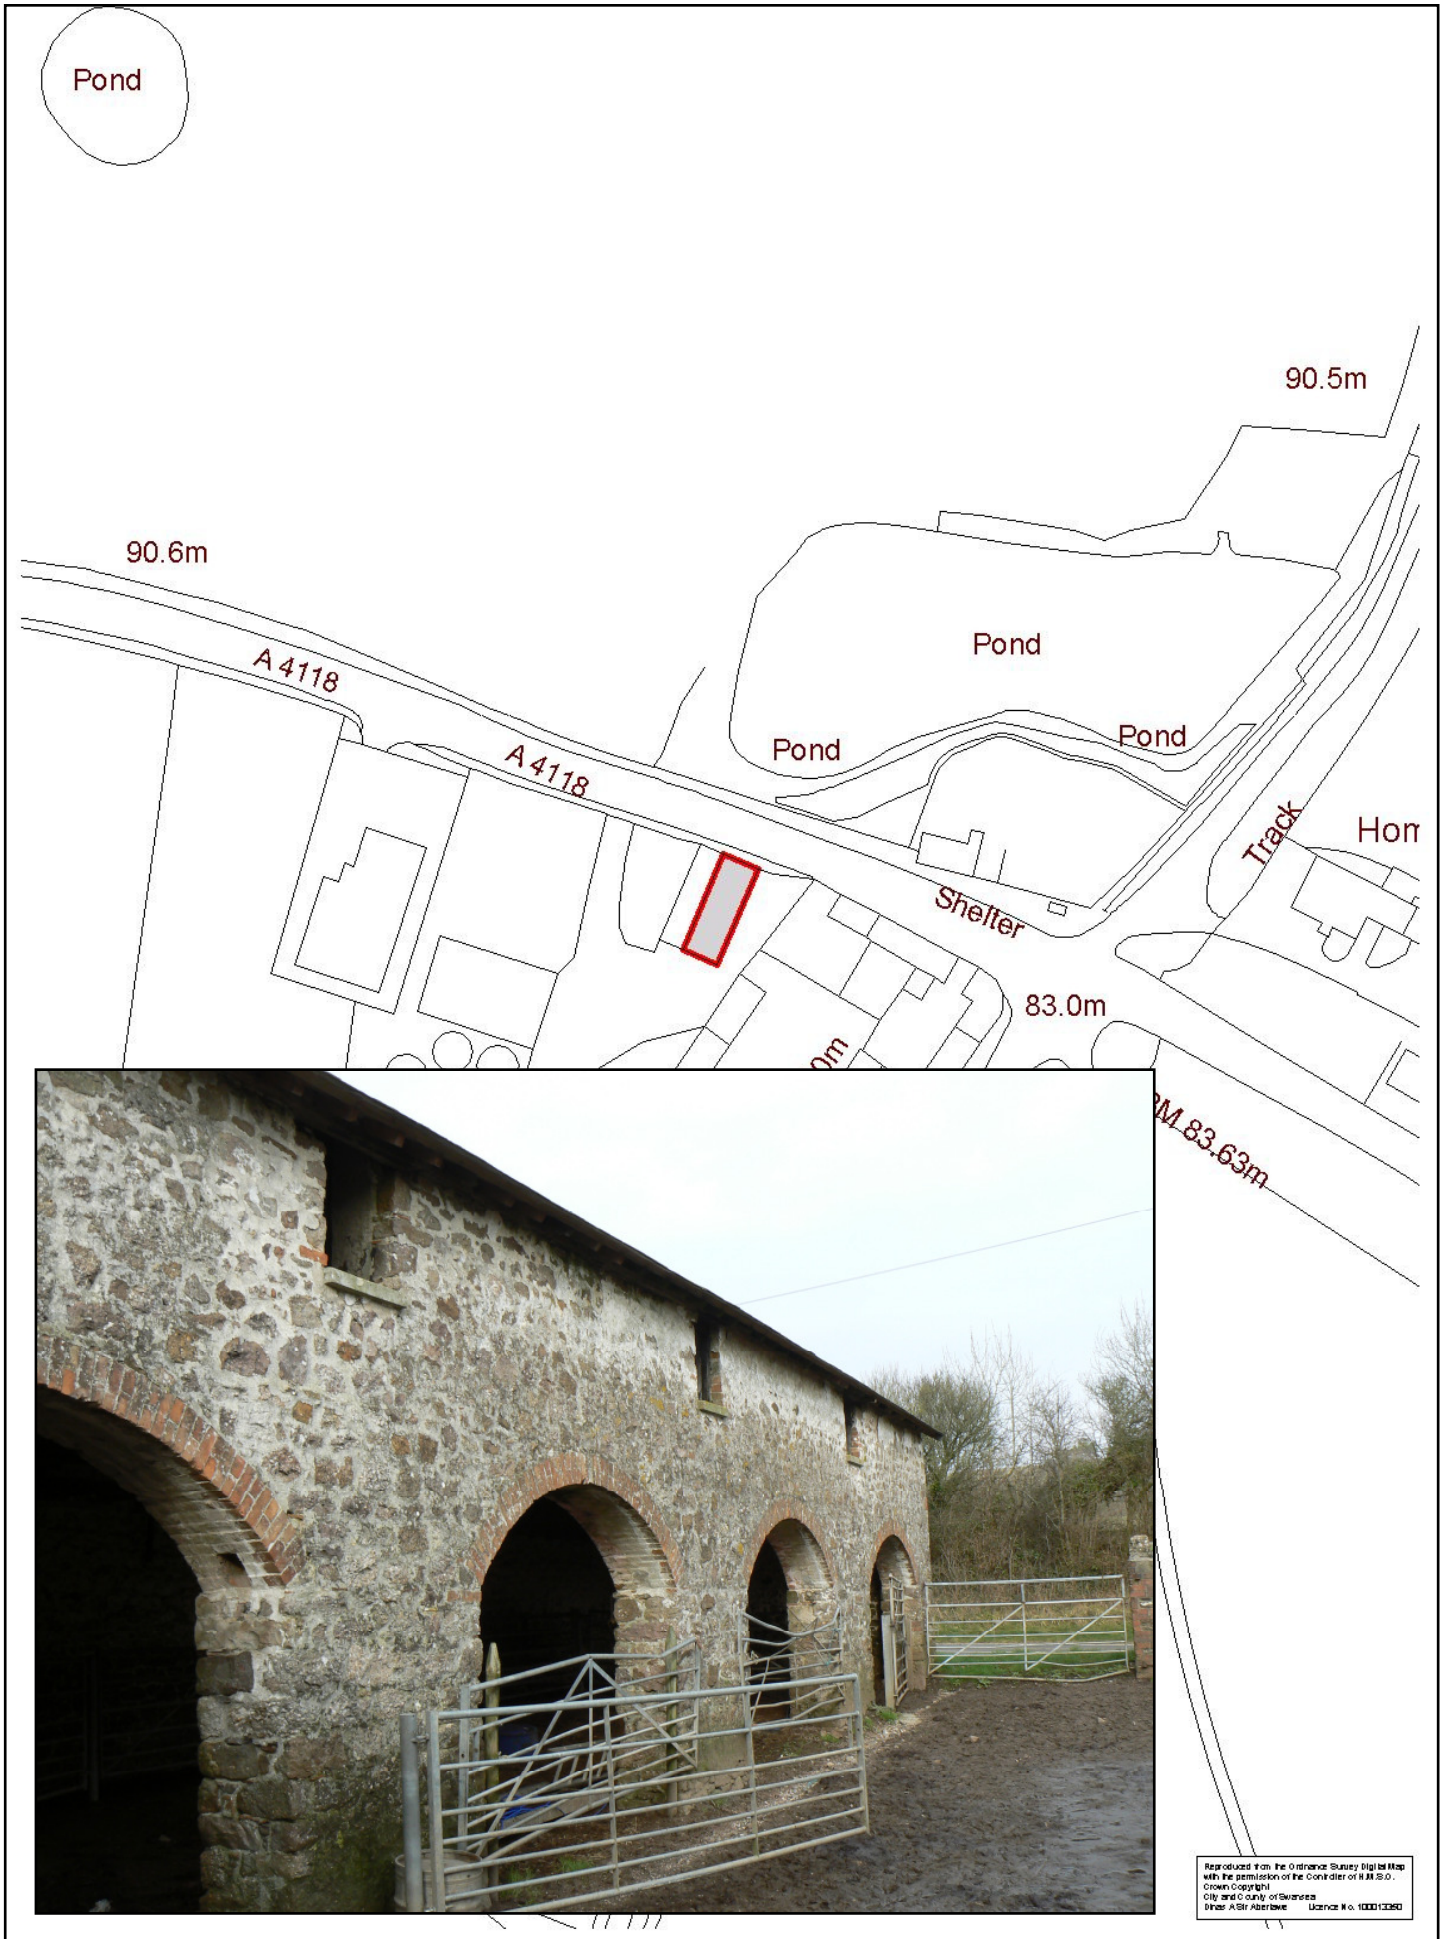 Pond
90.5m
90.6m
Pond
A 4118
Pond
Pond
A 4118
Track
Hom
Shelter
83.0m
0m
BM 83.63m
Reproduced from the Ordnance Survey Digital Map
with the permission of the Controller of H.M.S.O.
Crown Copyright
City and County of Swansea
Dinas A Sir Abertawe Licence No. 100013350